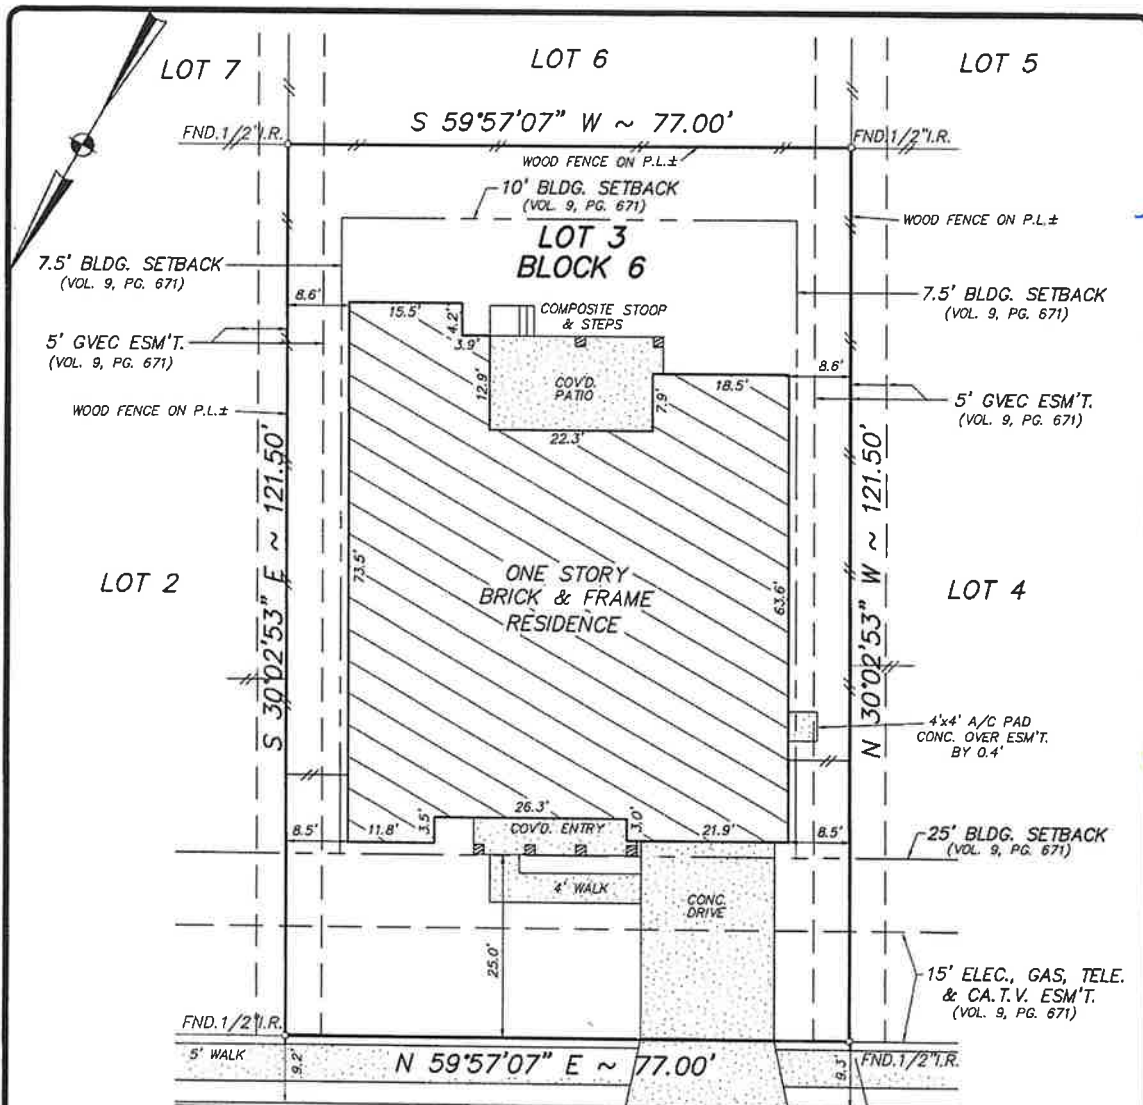 LOT 7
LOT 6
LOT 5
S 59°57'07" W ~ 77.00'
FND.1/2"I.R.
FND.1/2"I.R.
WOOD FENCE ON P.L.±
10' BLDG. SETBACK
(VOL. 9, PG. 671)
WOOD FENCE ON P.L.±
LOT 3
BLOCK 6
7.5' BLDG. SETBACK
(VOL. 9, PG. 671)
7.5' BLDG. SETBACK
(VOL. 9, PG. 671)
8.6'
15.5'
4.2'
3.9'
COMPOSITE STOOP
& STEPS
5' GVEC ESM'T.
(VOL. 9, PG. 671)
12.9'
COV'D.
PATIO
7.9'
18.5'
8.6'
22.3'
5' GVEC ESM'T.
(VOL. 9, PG. 671)
WOOD FENCE ON P.L.±
S 30°02'53" E ~ 121.50'
N 30°02'53" W ~ 121.50'
LOT 2
73.5'
ONE STORY
BRICK & FRAME
RESIDENCE
63.6'
LOT 4
4'x4' A/C PAD
CONC. OVER ESM'T.
BY 0.4'
8.5'
11.8'
3.5'
26.3'
COV'D. ENTRY
3.0'
21.9'
8.5'
25' BLDG. SETBACK
(VOL. 9, PG. 671)
4' WALK
CONC.
DRIVE
25.0'
15' ELEC., GAS, TELE.
& CA.T.V. ESM'T.
(VOL. 9, PG. 671)
FND.1/2"I.R.
FND.1/2"I.R.
5' WALK
9.2'
N 59°57'07" E ~ 77.00'
9.3'